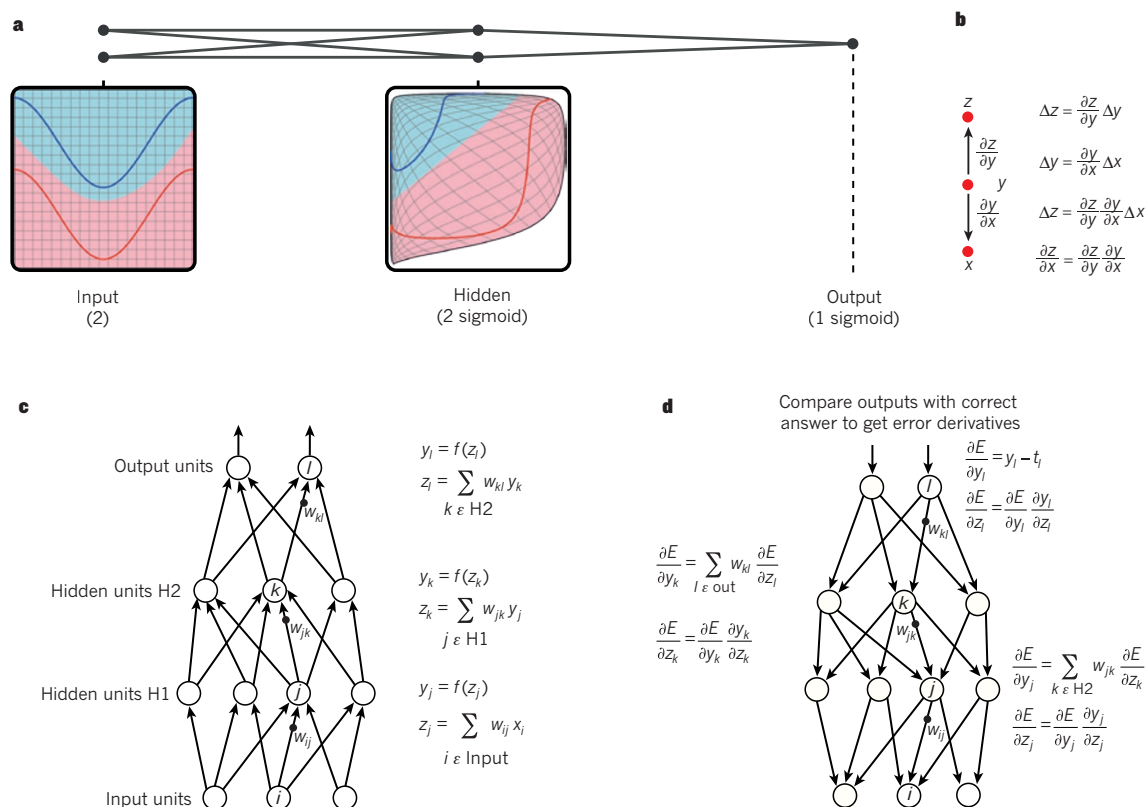 a
Input
(2)
Hidden
(2 sigmoid)
Output
(1 sigmoid)
b
z
∂z/∂y
y
∂y/∂x
x
Δz = ∂z/∂y Δy
Δy = ∂y/∂x Δx
Δz = ∂z/∂y ∂y/∂x Δx
∂z/∂x = ∂z/∂y ∂y/∂x
c
Output units
l
w_kl
y_l = f(z_l)
z_l = ∑ w_kl y_k
k ε H2
Hidden units H2
k
w_jk
y_k = f(z_k)
z_k = ∑ w_jk y_j
j ε H1
Hidden units H1
j
w_ij
y_j = f(z_j)
z_j = ∑ w_ij x_i
i ε Input
Input units
i
d
Compare outputs with correct
answer to get error derivatives
∂E/∂y_l = y_l − t_l
l
∂E/∂z_l = ∂E/∂y_l ∂y_l/∂z_l
w_kl
∂E/∂y_k = ∑ w_kl ∂E/∂z_l
l ε out
k
w_jk
∂E/∂z_k = ∂E/∂y_k ∂y_k/∂z_k
∂E/∂y_j = ∑ w_jk ∂E/∂z_k
k ε H2
j
w_ij
∂E/∂z_j = ∂E/∂y_j ∂y_j/∂z_j
i